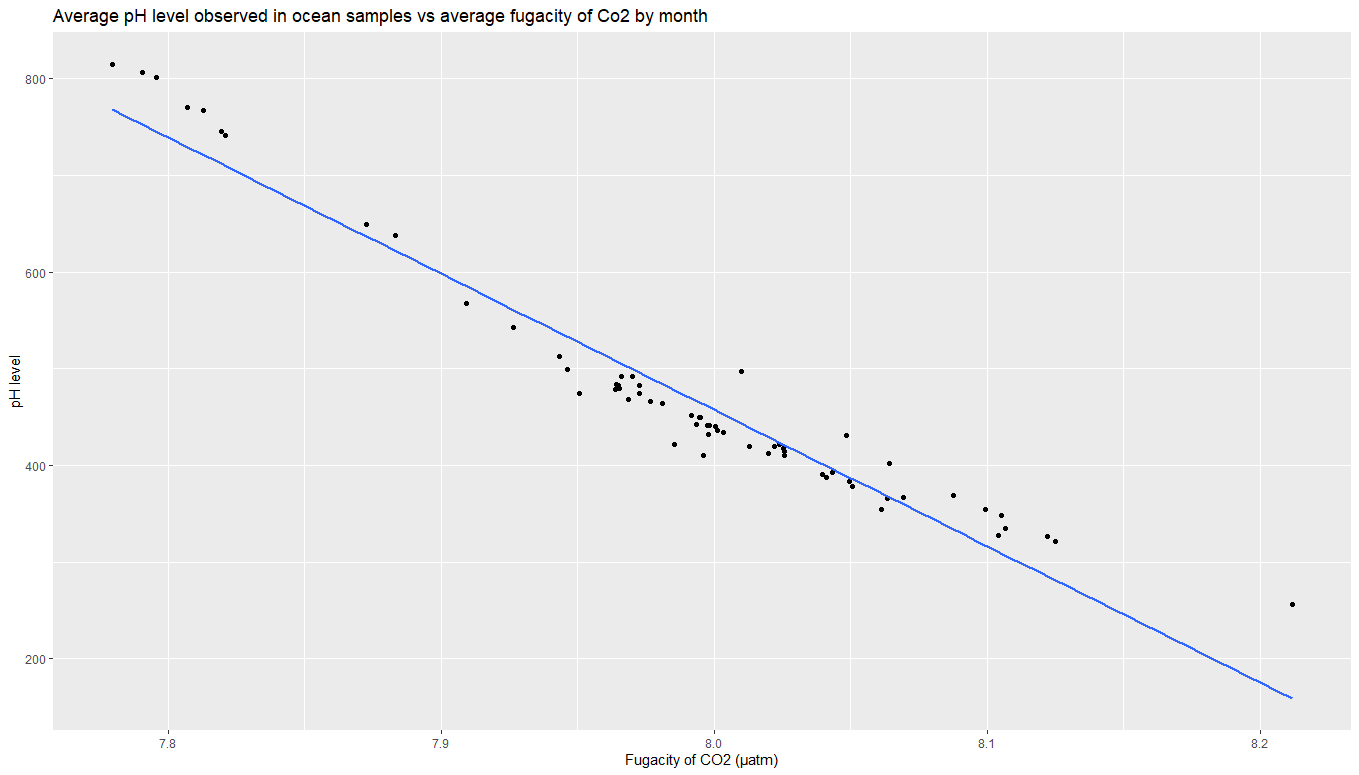 Average pH level observed in ocean samples vs average fugacity of Co2 by month
800
600
400
200
pH level
7.8 7.9 8.0 8.1 8.2
Fugacity of CO2 (µatm)